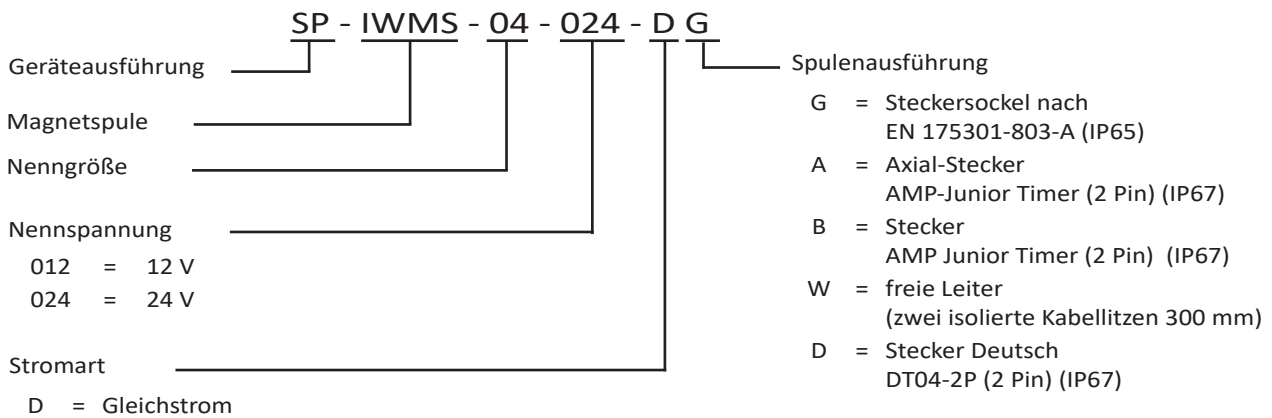 SP - IWMS - 04 - 024 - D G
Geräteausführung
Magnetspule
Nenngröße
Nennspannung
012 = 12 V
024 = 24 V
Stromart
D = Gleichstrom
Spulenausführung
G = Steckersockel nach
EN 175301-803-A (IP65)
A = Axial-Stecker
AMP-Junior Timer (2 Pin) (IP67)
B = Stecker
AMP Junior Timer (2 Pin) (IP67)
W = freie Leiter
(zwei isolierte Kabellitzen 300 mm)
D = Stecker Deutsch
DT04-2P (2 Pin) (IP67)